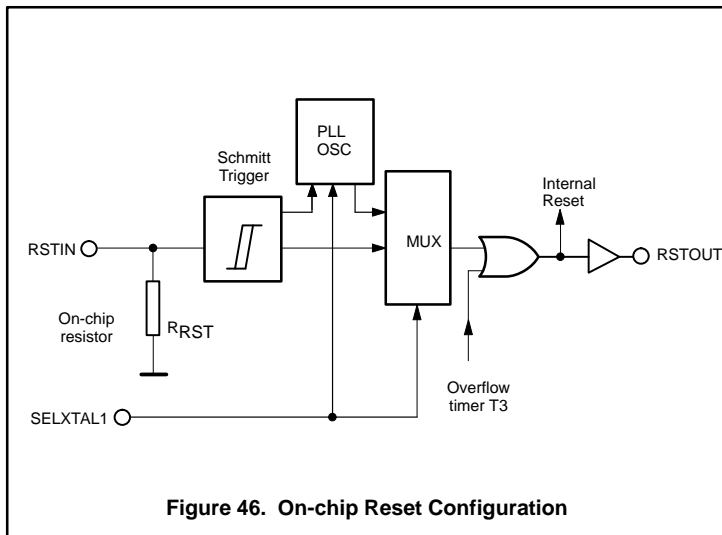 PLL
OSC
Schmitt
Trigger
Internal
Reset
MUX
RSTIN
RSTOUT
On-chip
resistor
RRST
Overflow
timer T3
SELXTAL1
Figure 46. On-chip Reset Configuration